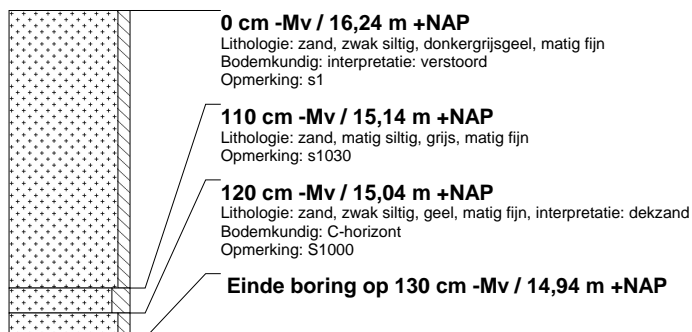 0 cm -Mv / 16,24 m +NAP
Lithologie: zand, zwak siltig, donkergrijsgeel, matig fijn
Bodemkundig: interpretatie: verstoord
Opmerking: s1
110 cm -Mv / 15,14 m +NAP
Lithologie: zand, matig siltig, grijs, matig fijn
Opmerking: s1030
120 cm -Mv / 15,04 m +NAP
Lithologie: zand, zwak siltig, geel, matig fijn, interpretatie: dekzand
Bodemkundig: C-horizont
Opmerking: S1000
Einde boring op 130 cm -Mv / 14,94 m +NAP